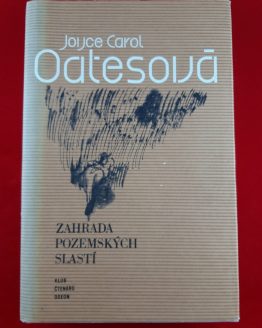 Joyce Carol
Oatesová
ZAHRADA
POZEMSKÝCH
SLASTÍ
KLUB
ČTENÁŘŮ
ODEON